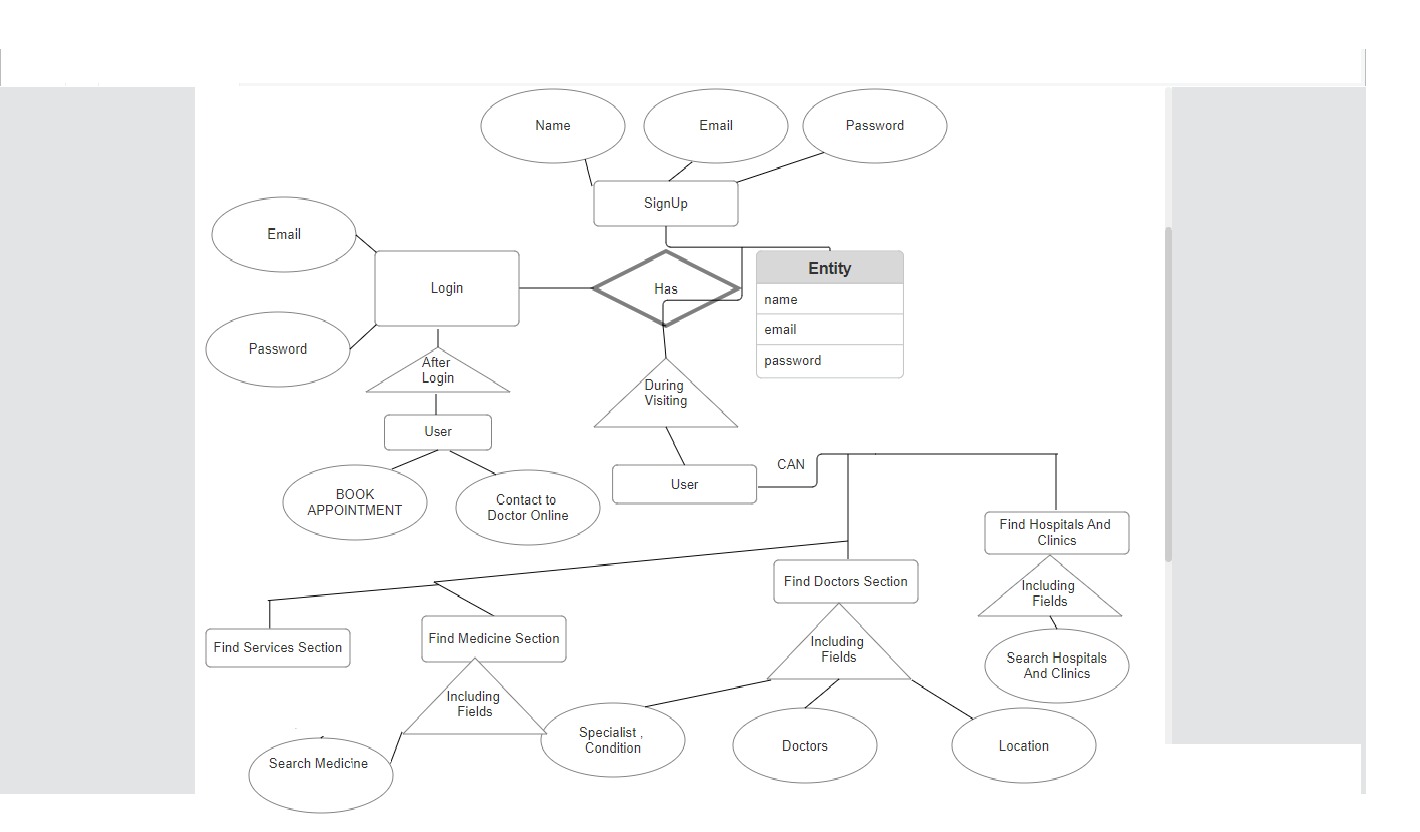 Name
Email
Password
SignUp
Email
Login
Has
Entity
name
email
password
Password
After
Login
During
Visiting
User
User
CAN
BOOK
APPOINTMENT
Contact to
Doctor Online
Find Hospitals And
Clinics
Including
Fields
Search Hospitals
And Clinics
Find Doctors Section
Including
Fields
Find Services Section
Find Medicine Section
Including
Fields
Search Medicine
Specialist ,
Condition
Doctors
Location